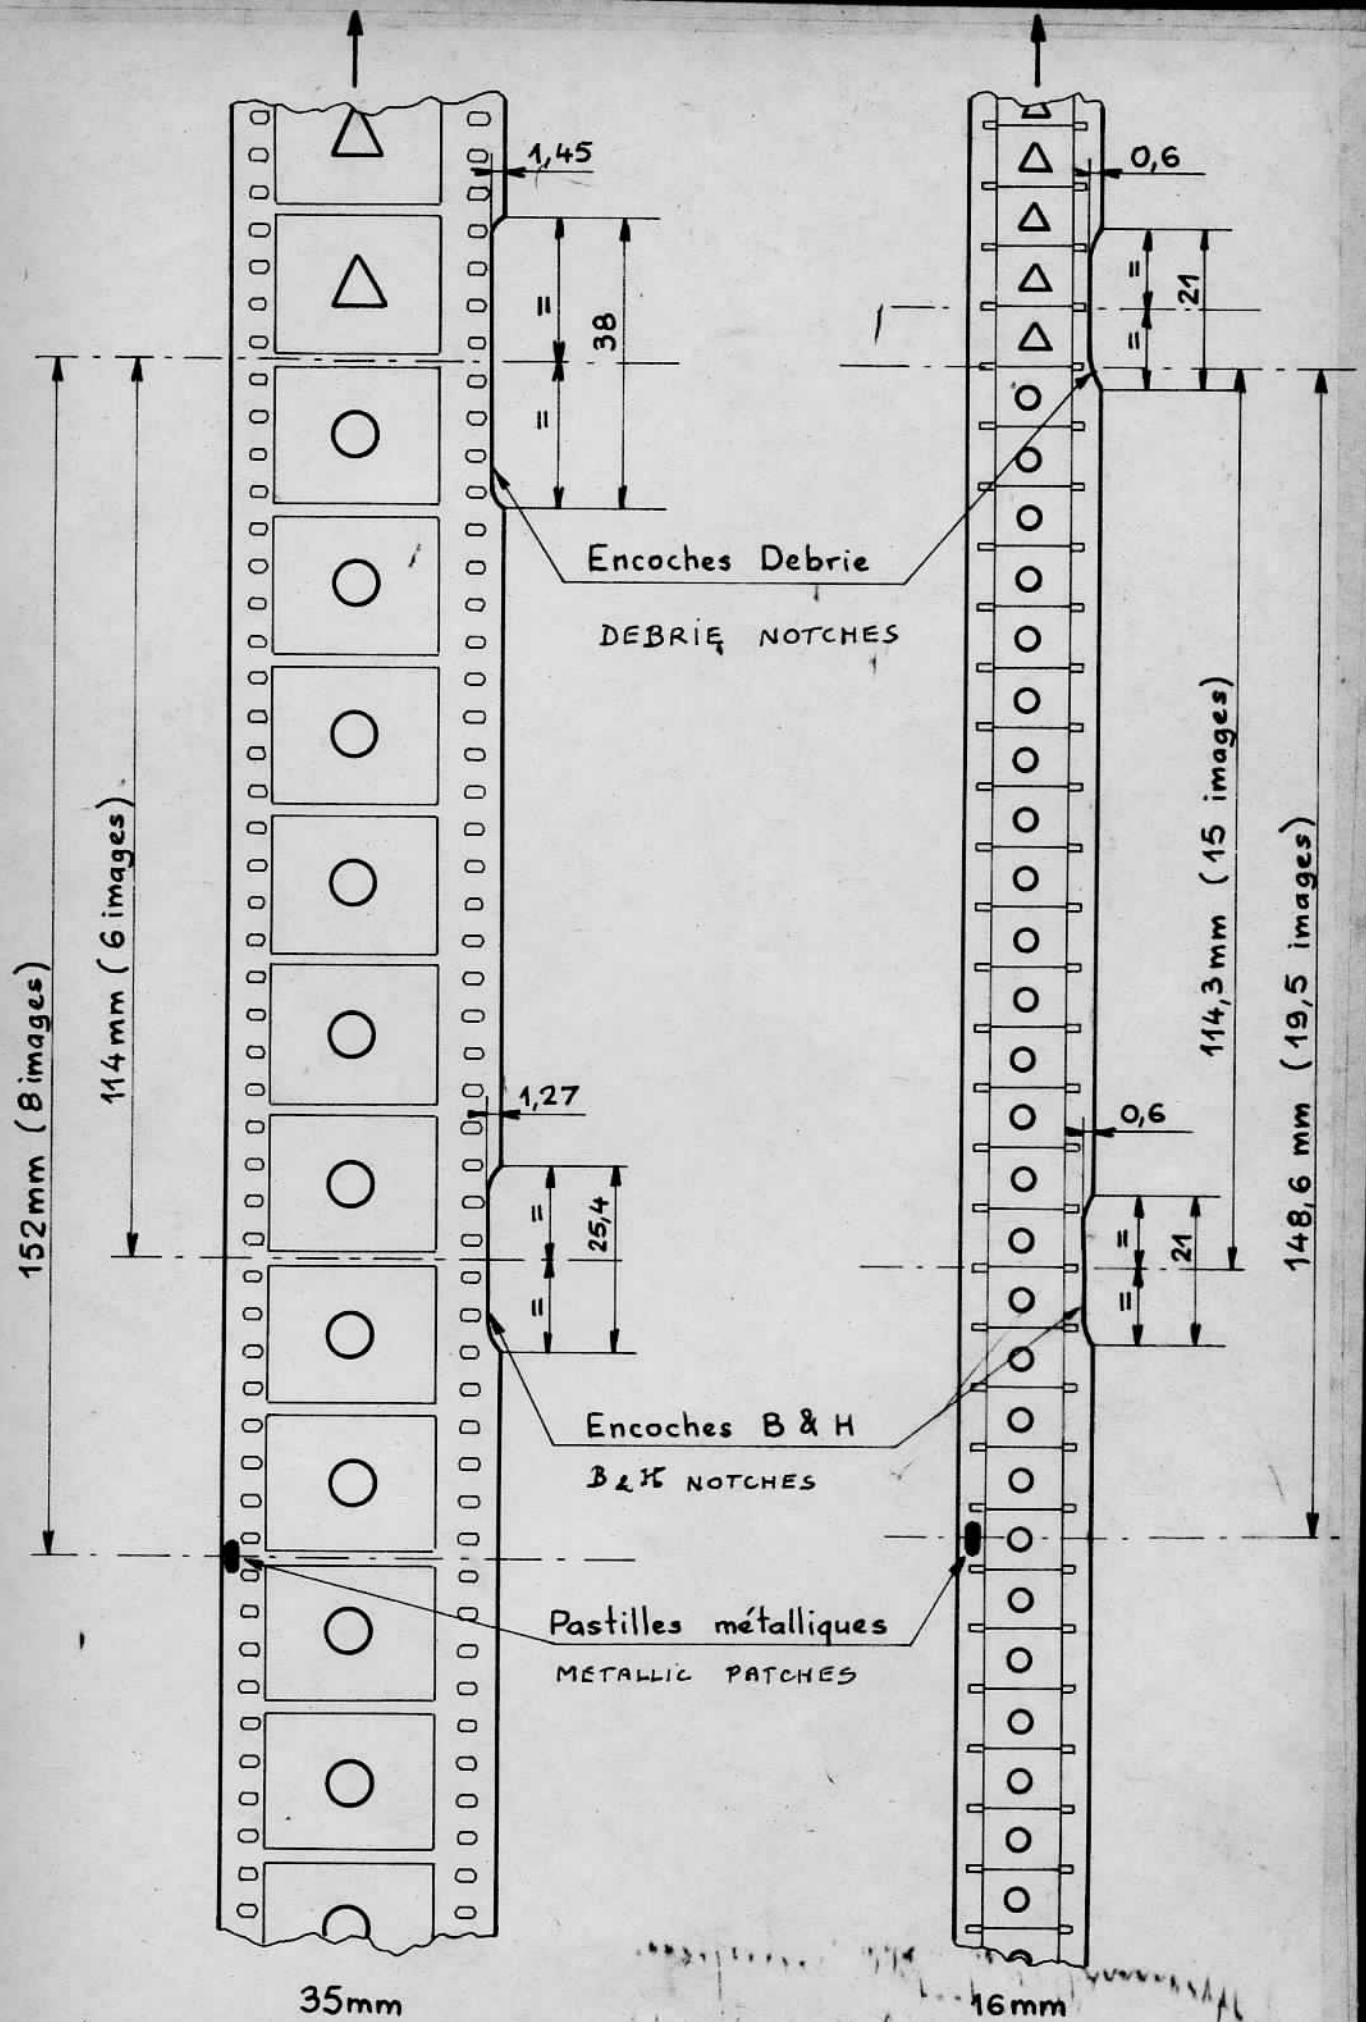 1,45
0,6
=
=
38
=
=
21
Encoches Debrie
DEBRIE NOTCHES
152mm (8 images)
114mm (6 images)
114,3mm (15 images)
148,6 mm (19,5 images)
1,27
0,6
=
=
25,4
=
=
21
Encoches B & H
B & H NOTCHES
Pastilles métalliques
METALLIC PATCHES
35mm
16mm